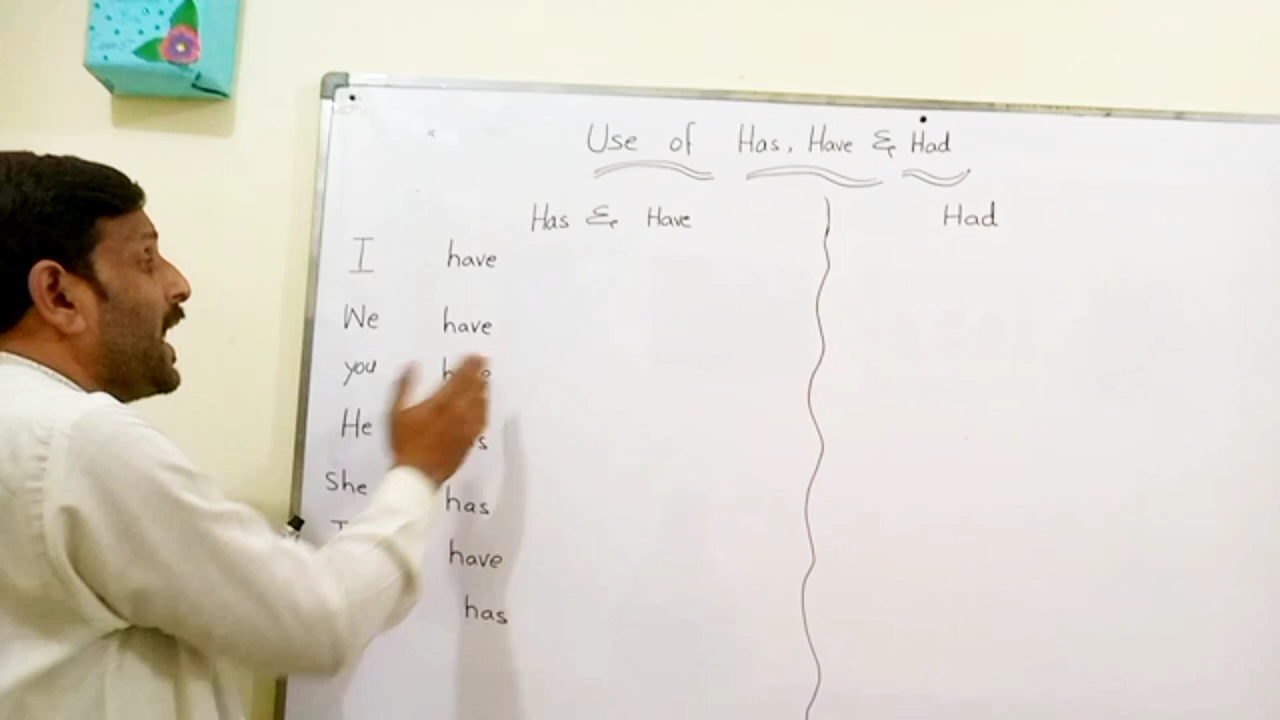 Use of Has, Have & Had
Has & Have
Had
I have
We have
you
He
She has
have
has